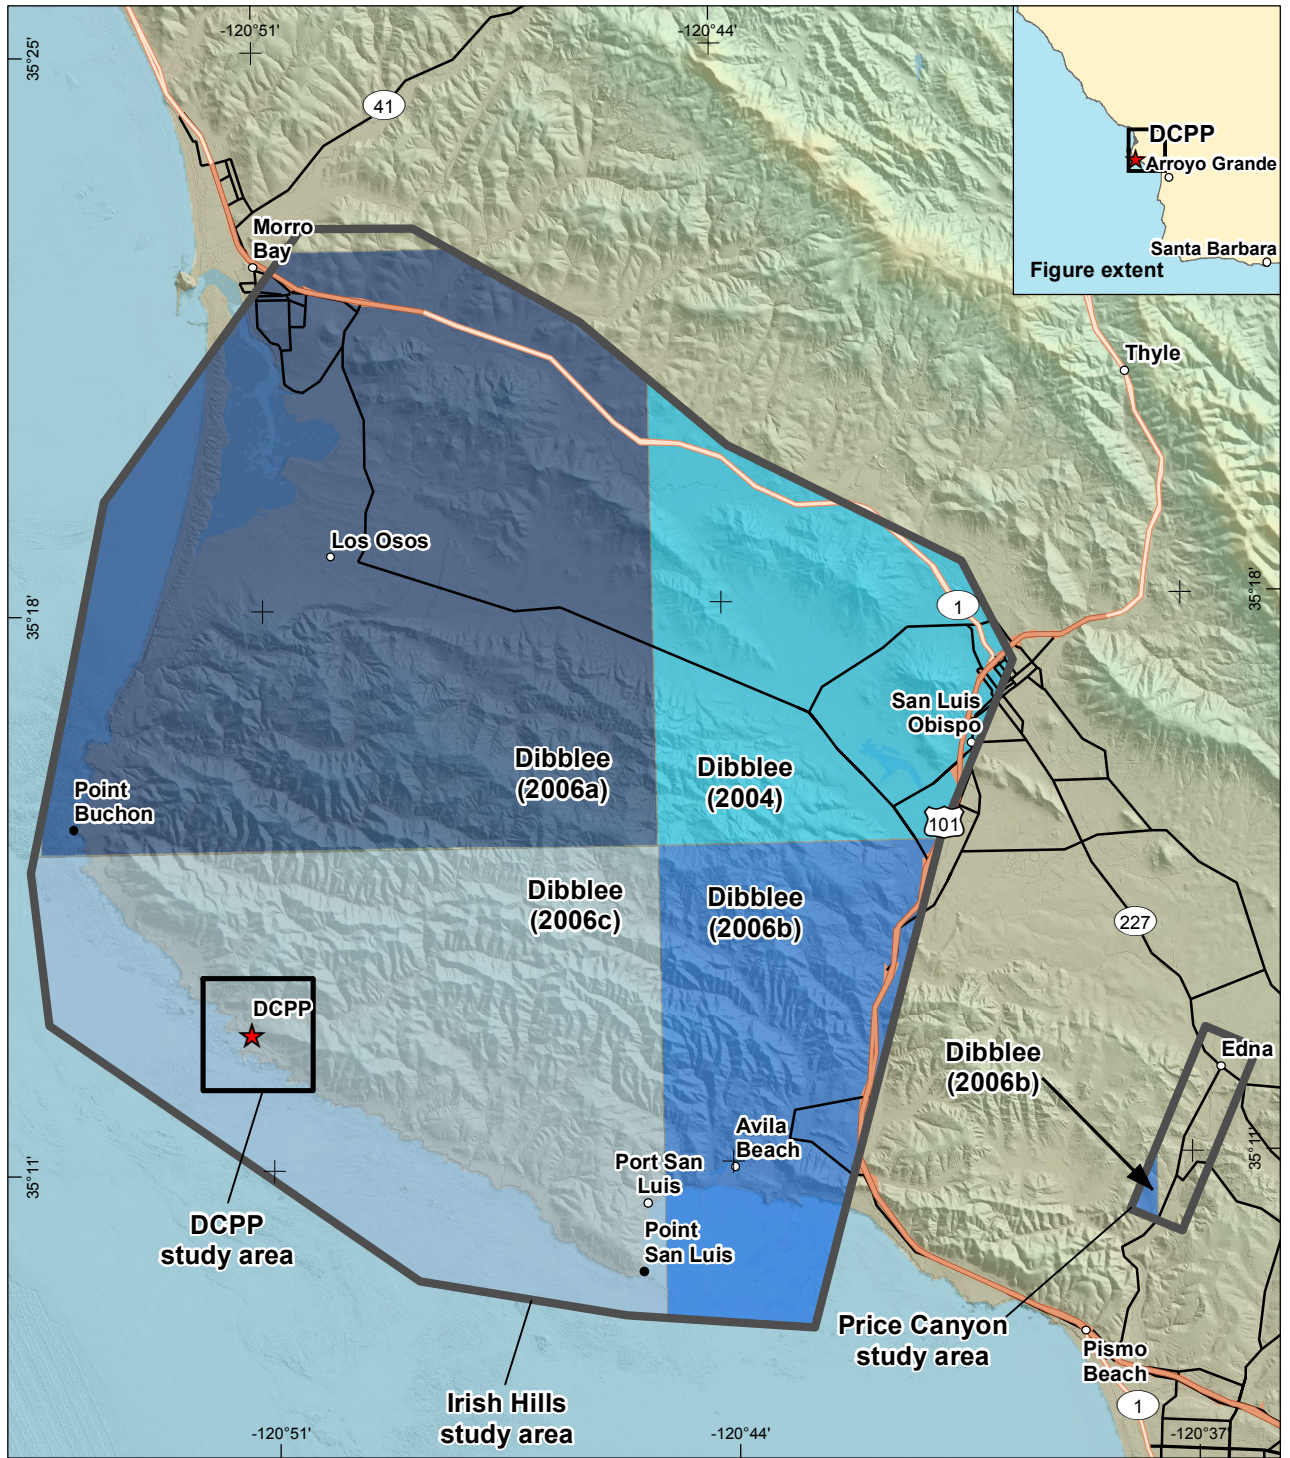 -120°51'
-120°44'
35°25'
41
DCPP
Arroyo Grande
Santa Barbara
Figure extent
Morro
Bay
Thyle
Los Osos
1
35°18'
35°18'
San Luis
Obispo
Dibblee
(2006a)
Dibblee
(2004)
Point
Buchon
101
Dibblee
(2006c)
Dibblee
(2006b)
227
DCPP
Dibblee
(2006b)
Edna
Avila
Beach
Port San
Luis
35°11'
35°11'
DCPP
study area
Point
San Luis
Price Canyon
study area
Pismo
Beach
Irish Hills
study area
1
-120°51'
-120°44'
-120°37'